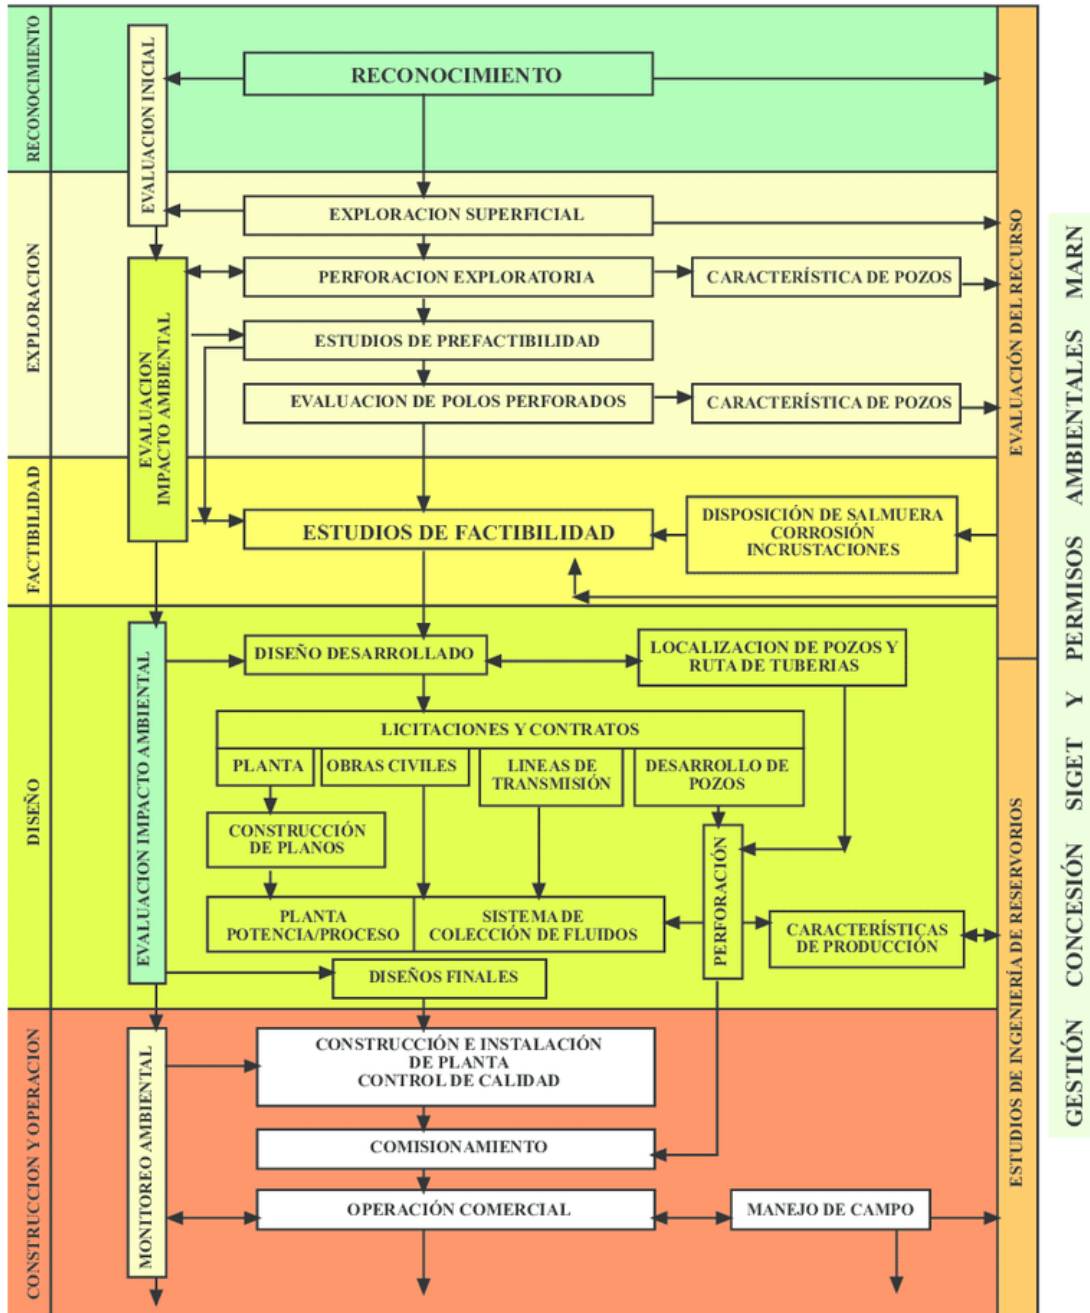 RECONOCIMIENTO
EVALUACION INICIAL
RECONOCIMIENTO
EXPLORACION
EXPLORACION SUPERFICIAL
EVALUACION
IMPACTO AMBIENTAL
PERFORACION EXPLORATORIA
CARACTERÍSTICA DE POZOS
ESTUDIOS DE PREFACTIBILIDAD
EVALUACION DE POLOS PERFORADOS
CARACTERÍSTICA DE POZOS
EVALUACIÓN DEL RECURSO
FACTIBILIDAD
ESTUDIOS DE FACTIBILIDAD
DISPOSICIÓN DE SALMUERA
CORROSIÓN
INCRUSTACIONES
DISEÑO
EVALUACION IMPACTO AMBIENTAL
DISEÑO DESARROLLADO
LOCALIZACION DE POZOS Y
RUTA DE TUBERIAS
LICITACIONES Y CONTRATOS
PLANTA
OBRAS CIVILES
LINEAS DE
TRANSMISIÓN
DESARROLLO DE
POZOS
CONSTRUCCIÓN
DE PLANOS
PERFORACIÓN
PLANTA
POTENCIA/PROCESO
SISTEMA DE
COLECCIÓN DE FLUIDOS
CARACTERÍSTICAS
DE PRODUCCIÓN
DISEÑOS FINALES
ESTUDIOS DE INGENIERÍA DE RESERVORIOS
CONSTRUCCION Y OPERACION
MONITOREO AMBIENTAL
CONSTRUCCIÓN E INSTALACIÓN
DE PLANTA
CONTROL DE CALIDAD
COMISIONAMIENTO
OPERACIÓN COMERCIAL
MANEJO DE CAMPO
GESTIÓN CONCESIÓN SIGET Y PERMISOS AMBIENTALES MARN